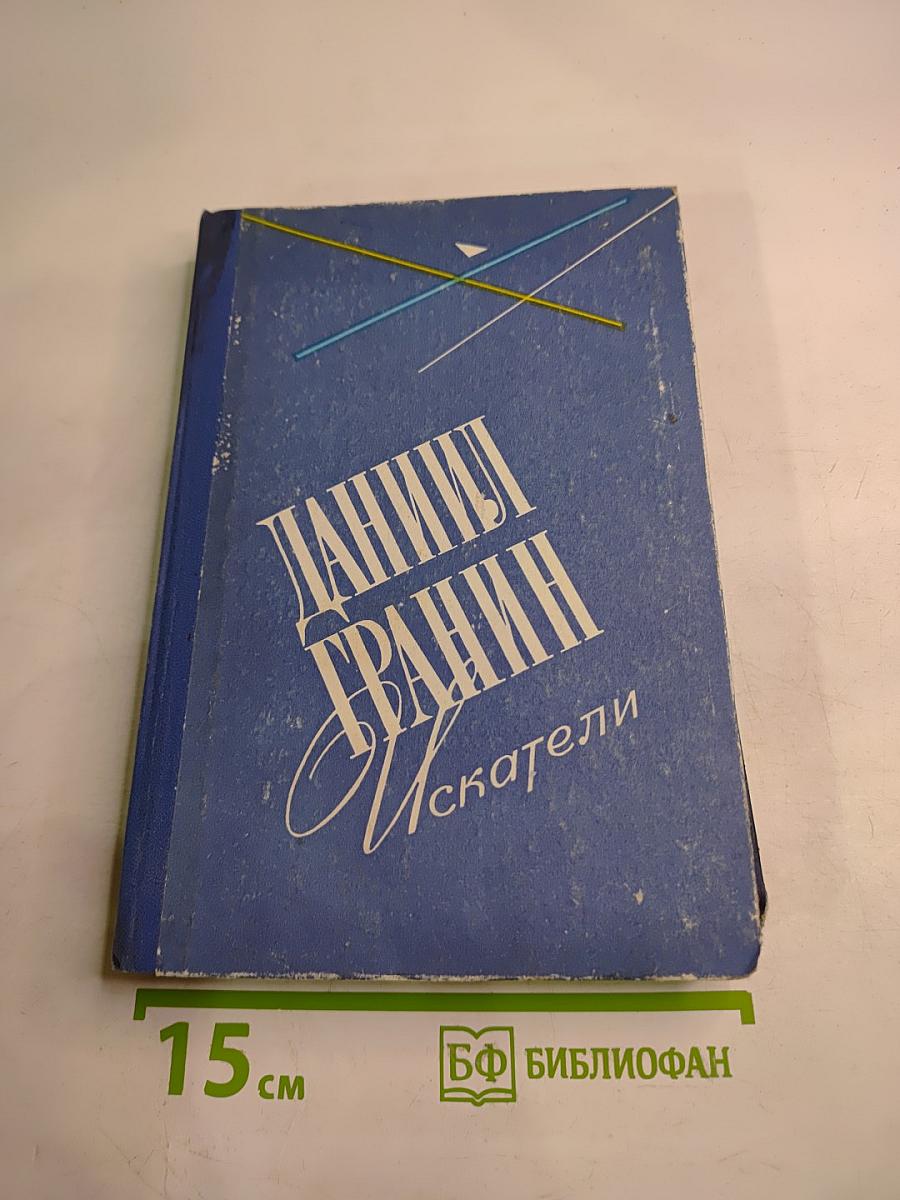 ДАНИИЛ
ГРАНИН
Искатели
15 см
БФ БИБЛИОФАН